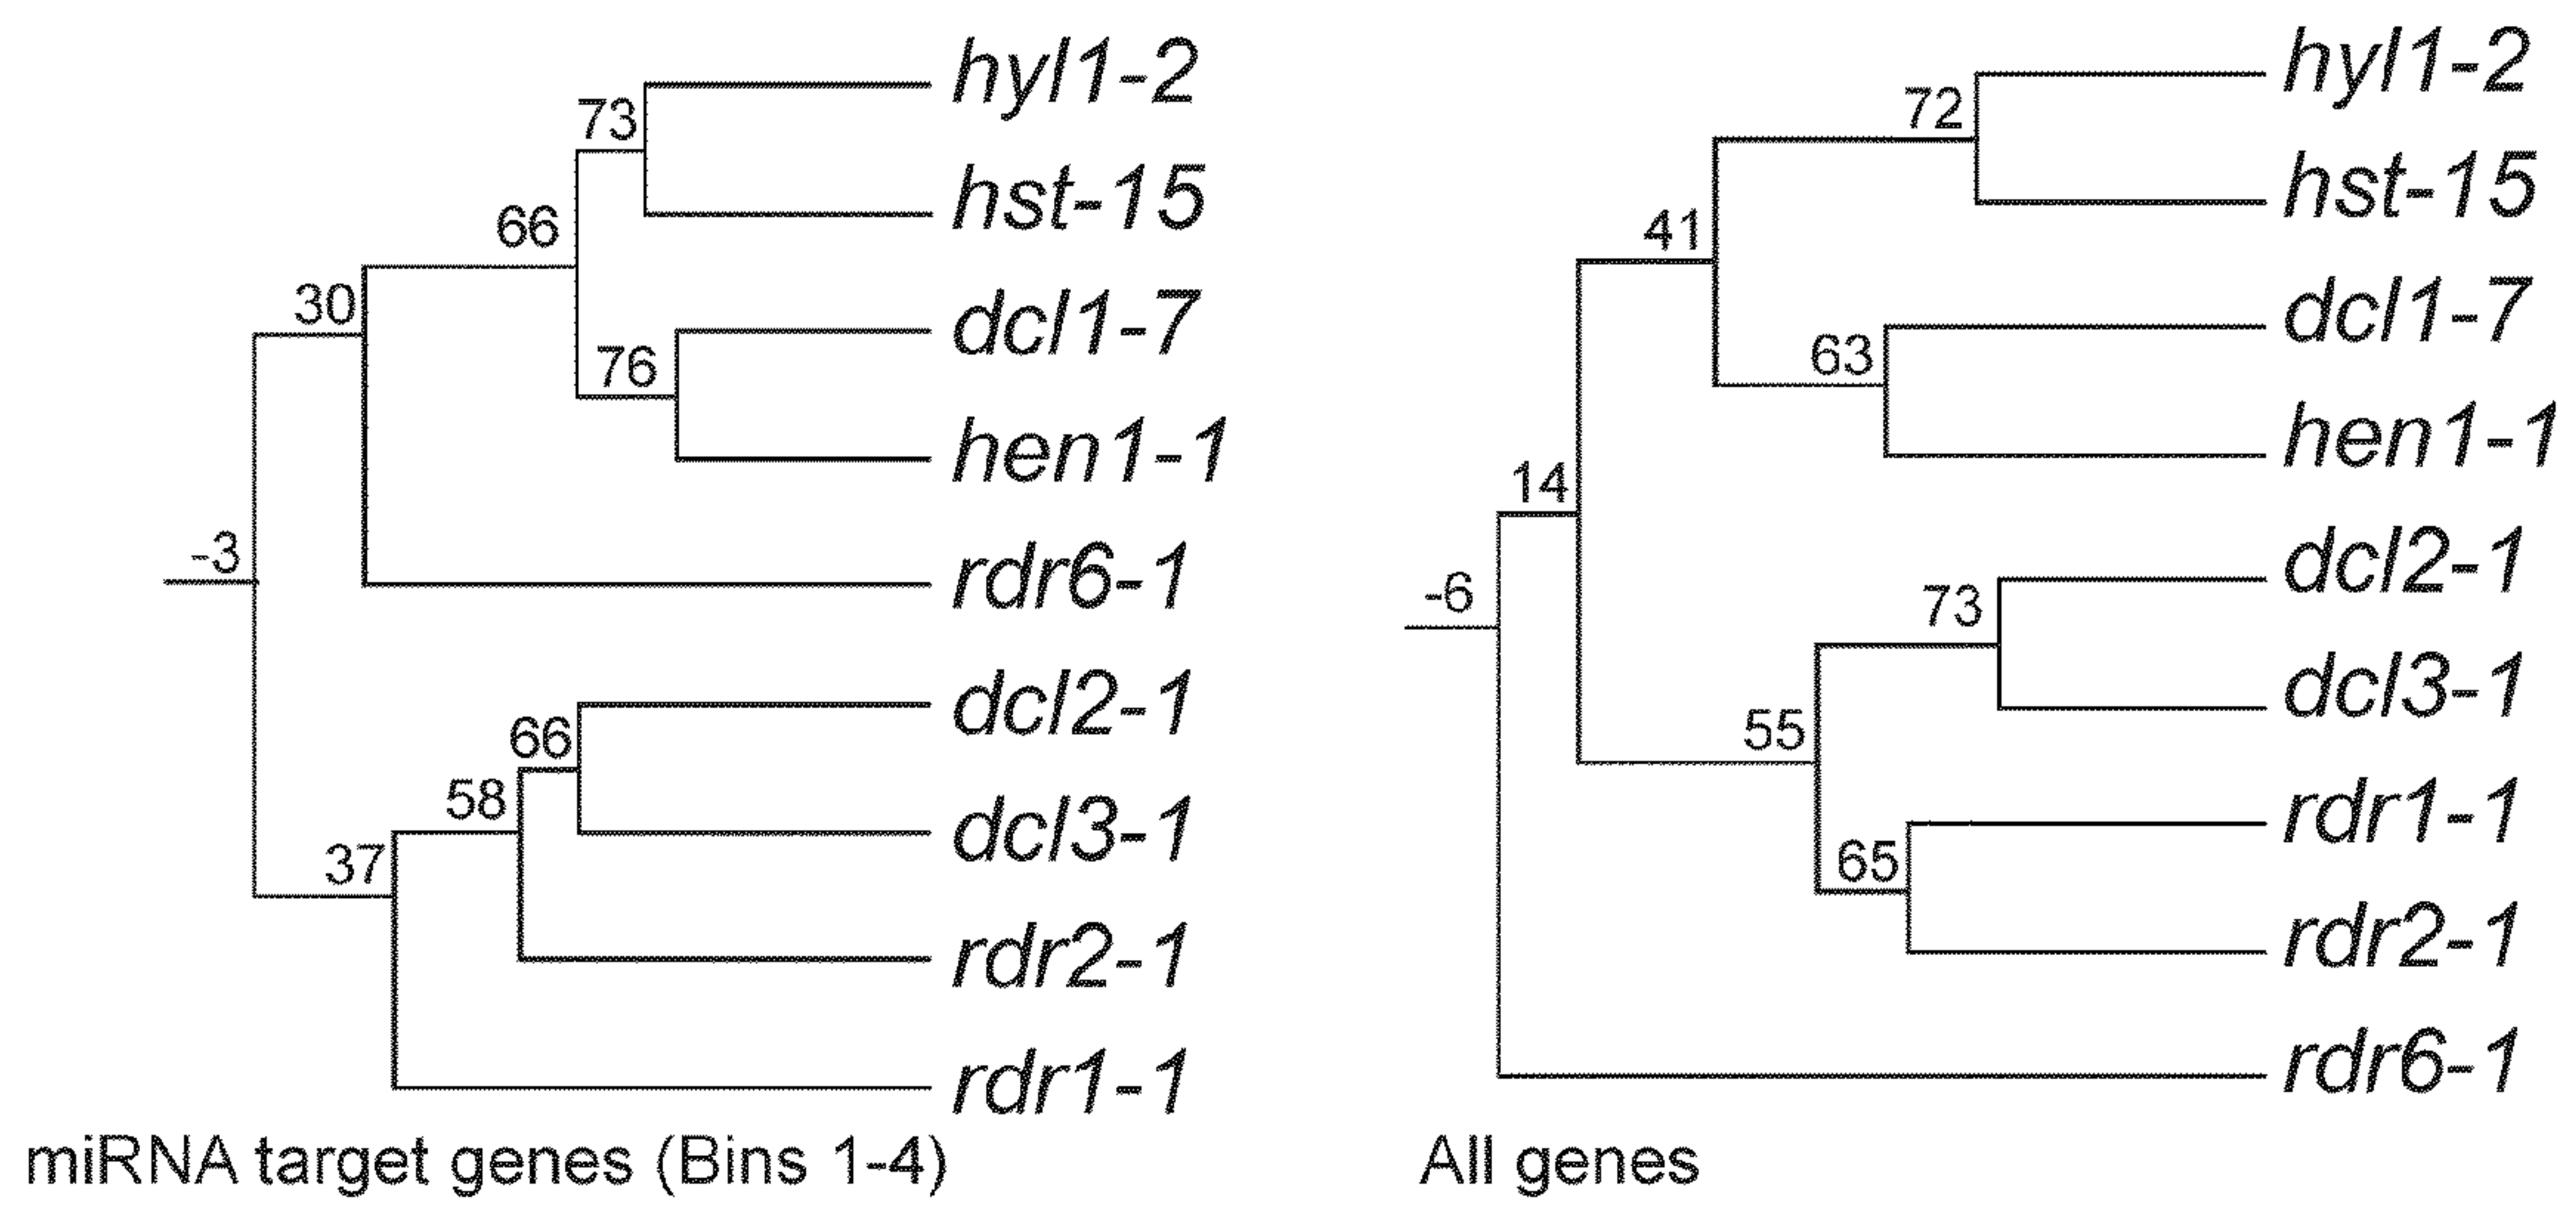 73
hyl1-2
hst-15
66
30
dcl1-7
76
hen1-1
-3
rdr6-1
dcl2-1
66
58
dcl3-1
37
rdr2-1
rdr1-1
miRNA target genes (Bins 1-4)
72
hyl1-2
hst-15
41
dcl1-7
63
hen1-1
14
-6
dcl2-1
73
dcl3-1
55
rdr1-1
65
rdr2-1
rdr6-1
All genes